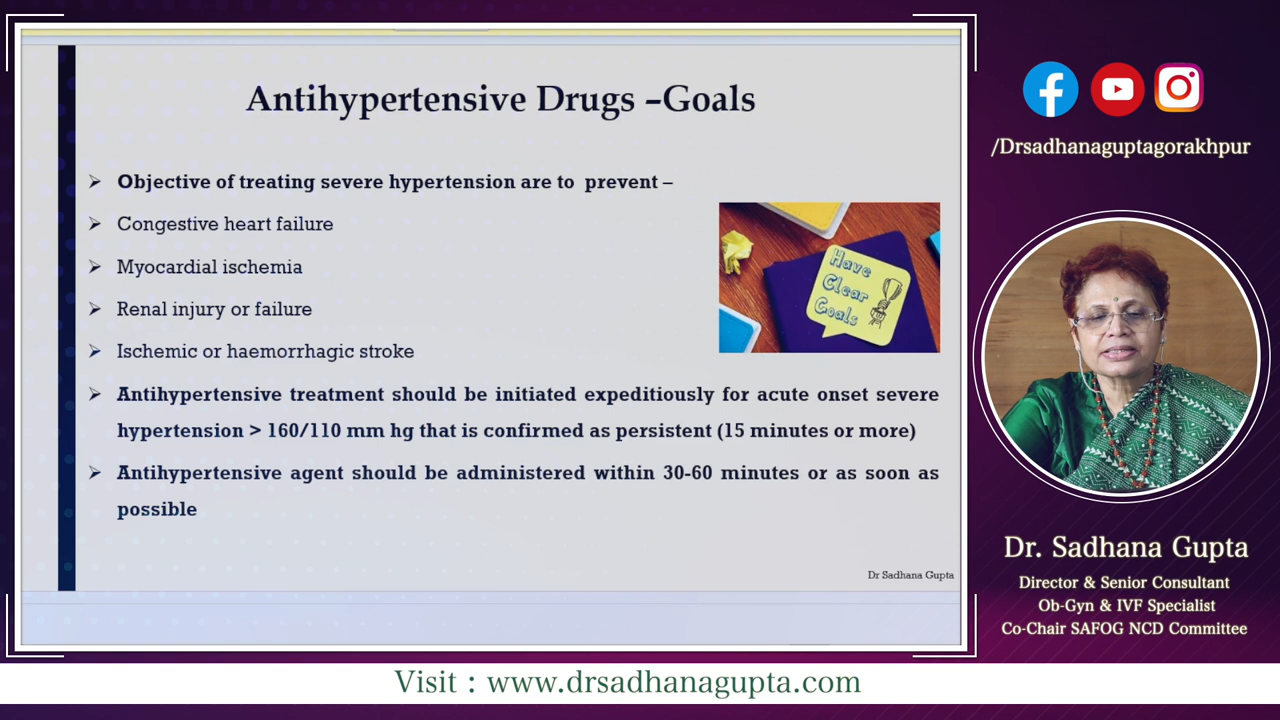 Antihypertensive Drugs –Goals
➢ Objective of treating severe hypertension are to prevent –
➢ Congestive heart failure
➢ Myocardial ischemia
➢ Renal injury or failure
➢ Ischemic or haemorrhagic stroke
➢ Antihypertensive treatment should be initiated expeditiously for acute onset severe
hypertension > 160/110 mm hg that is confirmed as persistent (15 minutes or more)
➢ Antihypertensive agent should be administered within 30-60 minutes or as soon as
possible
Have
Clear
Goals
Dr Sadhana Gupta
/Drsadhanaguptagorakhpur
Dr. Sadhana Gupta
Director & Senior Consultant
Ob-Gyn & IVF Specialist
Co-Chair SAFOG NCD Committee
Visit : www.drsadhanagupta.com